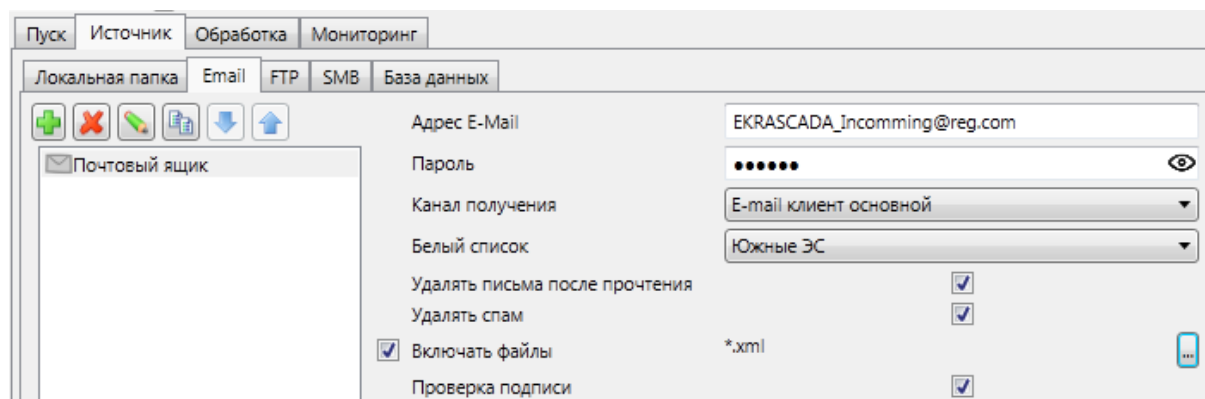 Пуск Источник Обработка Мониторинг
Локальная папка Email FTP SMB База данных
Адрес E-Mail EKRASCADA_Incomming@reg.com
Почтовый ящик
Пароль ●●●●●●
Канал получения E-mail клиент основной
Белый список Южные ЭС
Удалять письма после прочтения
Удалять спам
Включать файлы *.xml ...
Проверка подписи